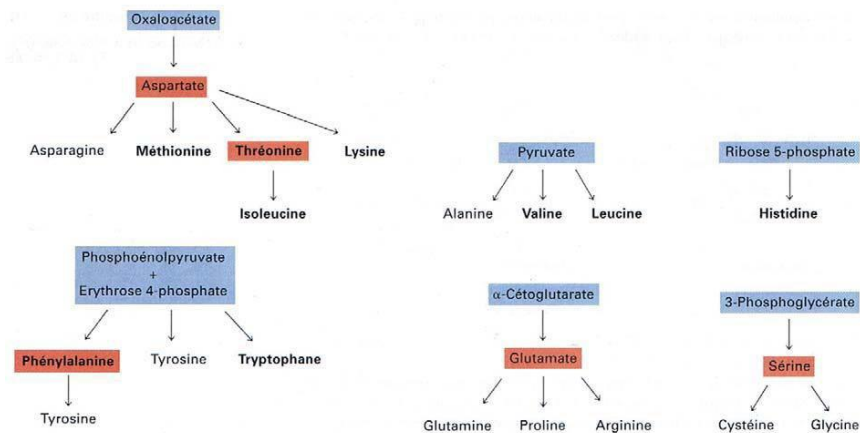 Oxaloacétate
Aspartate
Asparagine Méthionine Thréonine Lysine
Isoleucine
Pyruvate
Alanine Valine Leucine
Ribose 5-phosphate
Histidine
Phosphoénolpyruvate
+
Erythrose 4-phosphate
Phénylalanine Tyrosine Tryptophane
Tyrosine
α-Cétoglutarate
Glutamate
Glutamine Proline Arginine
3-Phosphoglycérate
Sérine
Cystéine Glycine